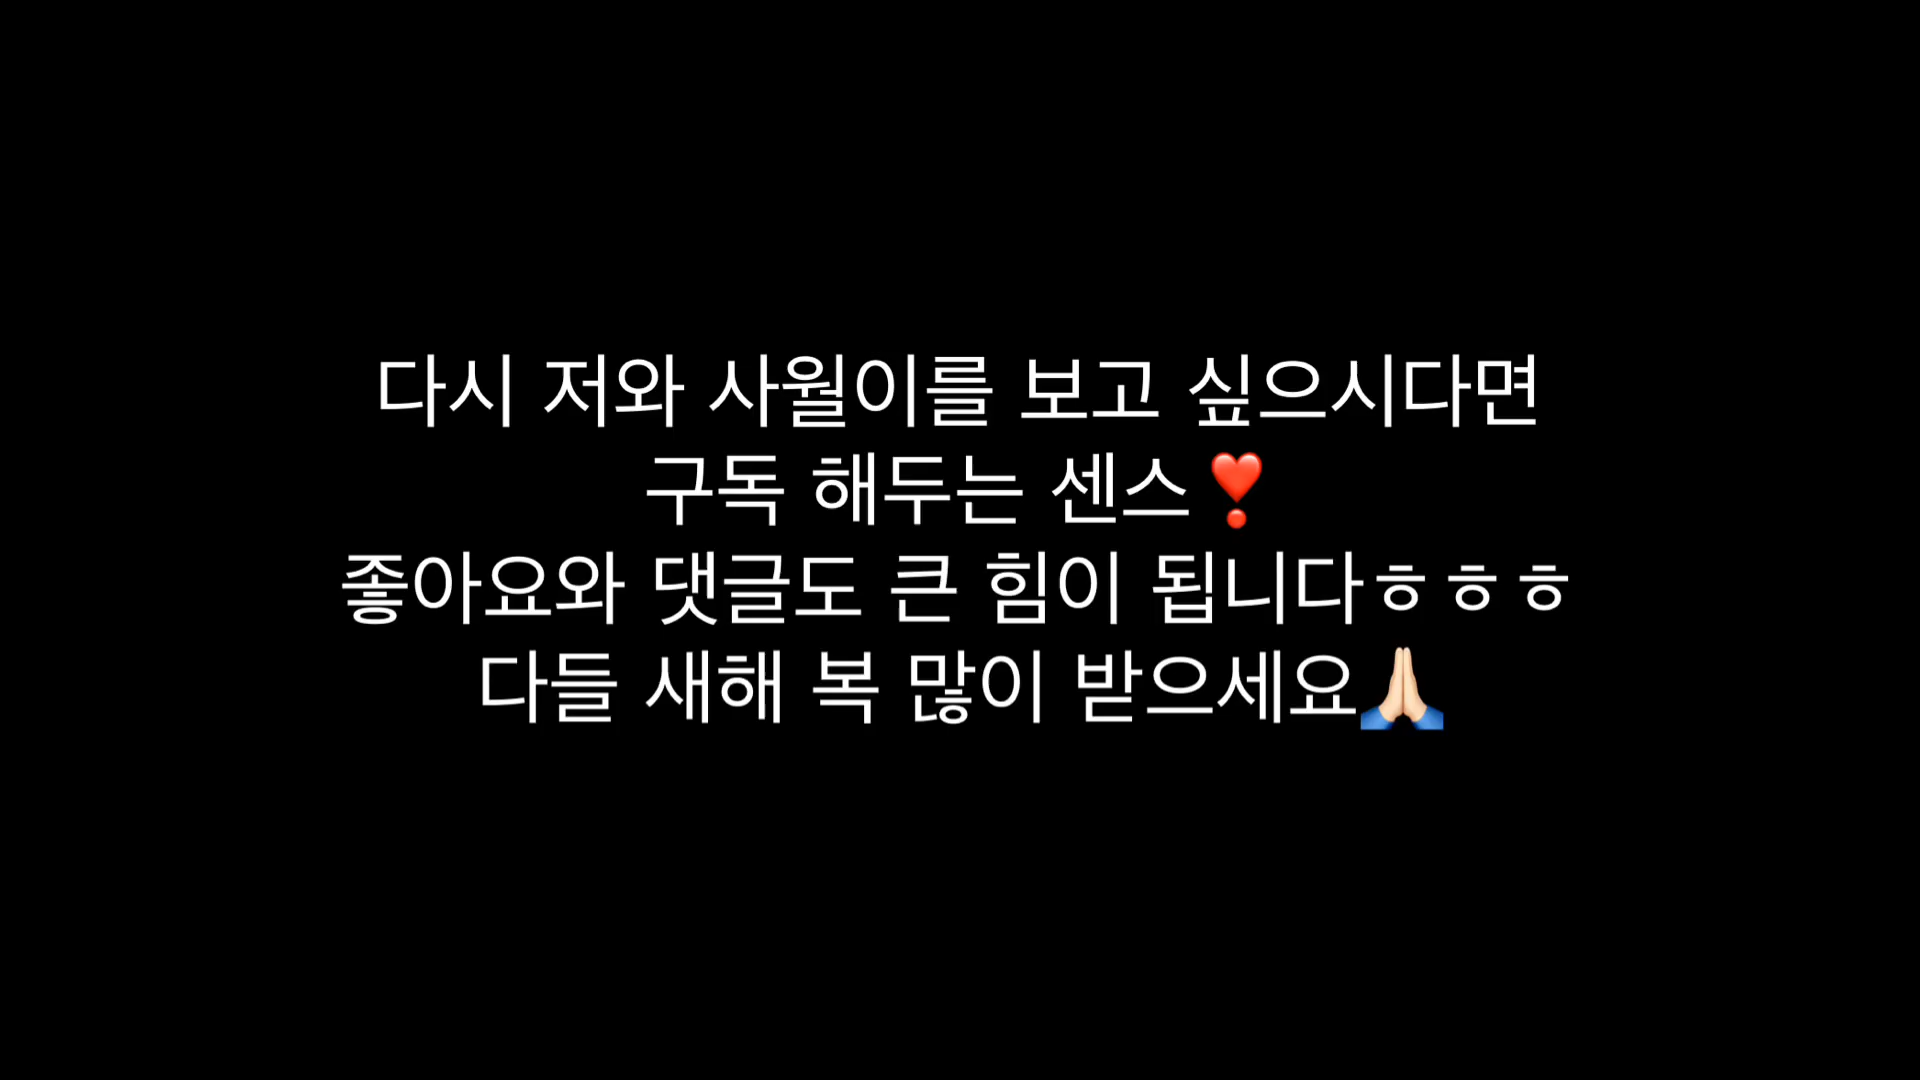 다시 저와 사월이를 보고 싶으시다면
구독 해두는 센스❣️
좋아요와 댓글도 큰 힘이 됩니다ㅎㅎㅎ
다들 새해 복 많이 받으세요🙏🏻